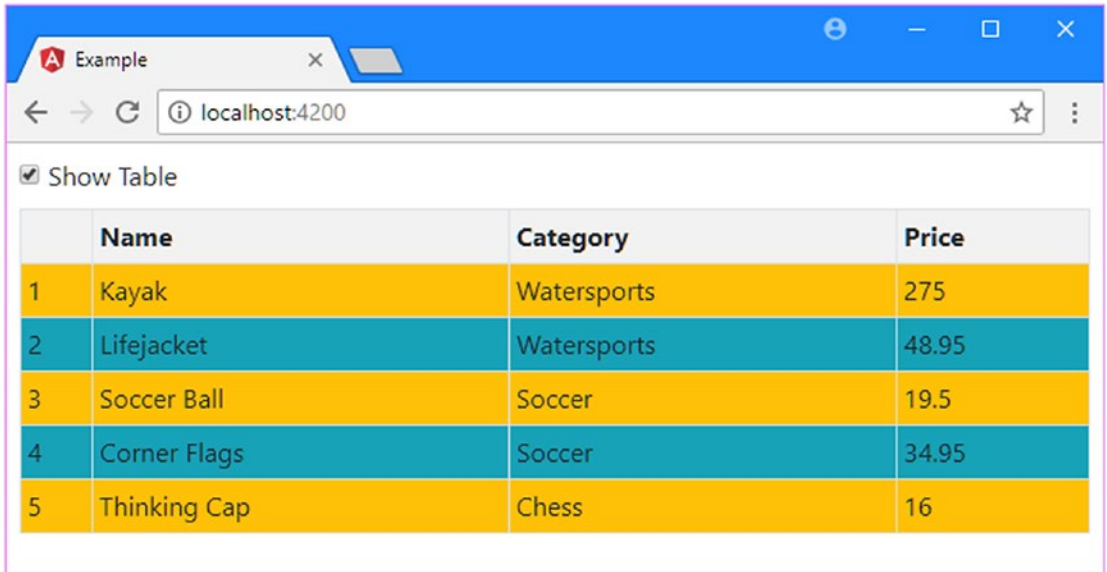 Example
localhost:4200
Show Table
Name Category Price
1 Kayak Watersports 275
2 Lifejacket Watersports 48.95
3 Soccer Ball Soccer 19.5
4 Corner Flags Soccer 34.95
5 Thinking Cap Chess 16